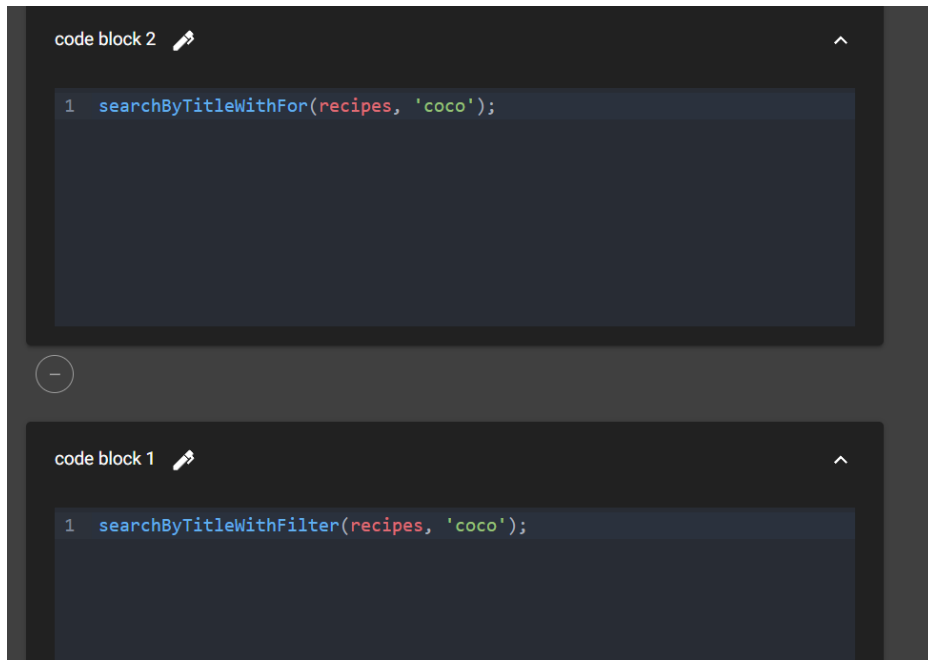 code block 2
1 searchByTitleWithFor(recipes, 'coco');
code block 1
1 searchByTitleWithFilter(recipes, 'coco');